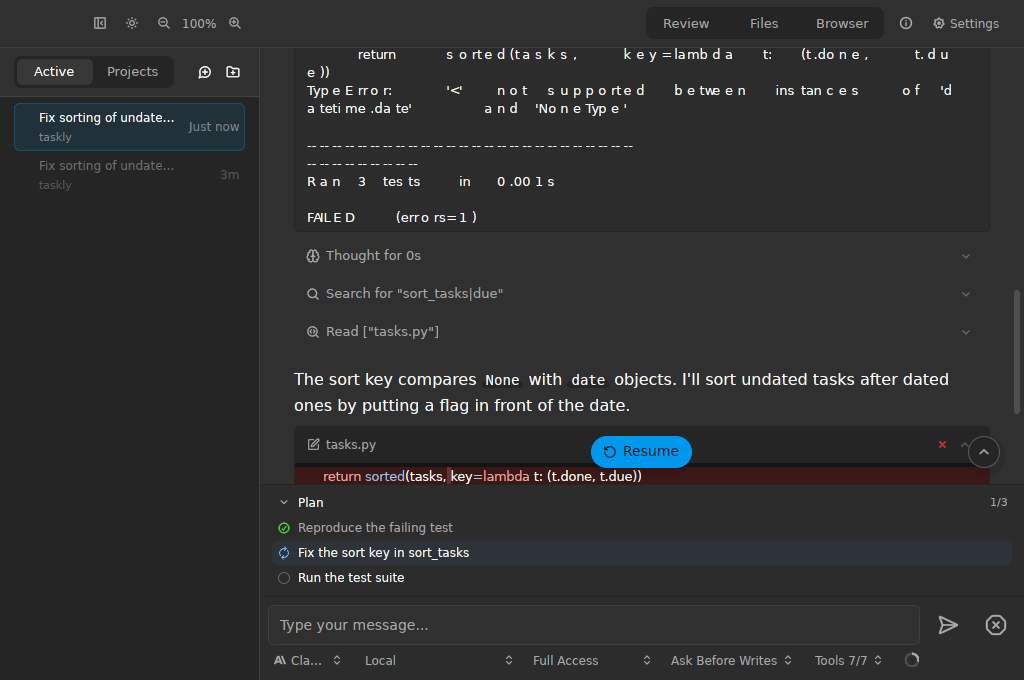 100%
Review
Files
Browser
Settings
Active
Projects
Fix sorting of undate...
taskly
Just now
Fix sorting of undate...
taskly
3m
return sorted(tasks, key=lambda t: (t.done, t.du
e))
TypeError: '<' not supported between instances of 'd
atetime.date' and 'NoneType'
----------------------------------------------------
------------------
Ran 3 tests in 0.001s
FAILED (errors=1)
Thought for 0s
Search for "sort_tasks|due"
Read ["tasks.py"]
The sort key compares None with date objects. I'll sort undated tasks after dated
ones by putting a flag in front of the date.
tasks.py
Resume
return sorted(tasks, key=lambda t: (t.done, t.due))
Plan
1/3
Reproduce the failing test
Fix the sort key in sort_tasks
Run the test suite
Type your message...
Cla...
Local
Full Access
Ask Before Writes
Tools 7/7